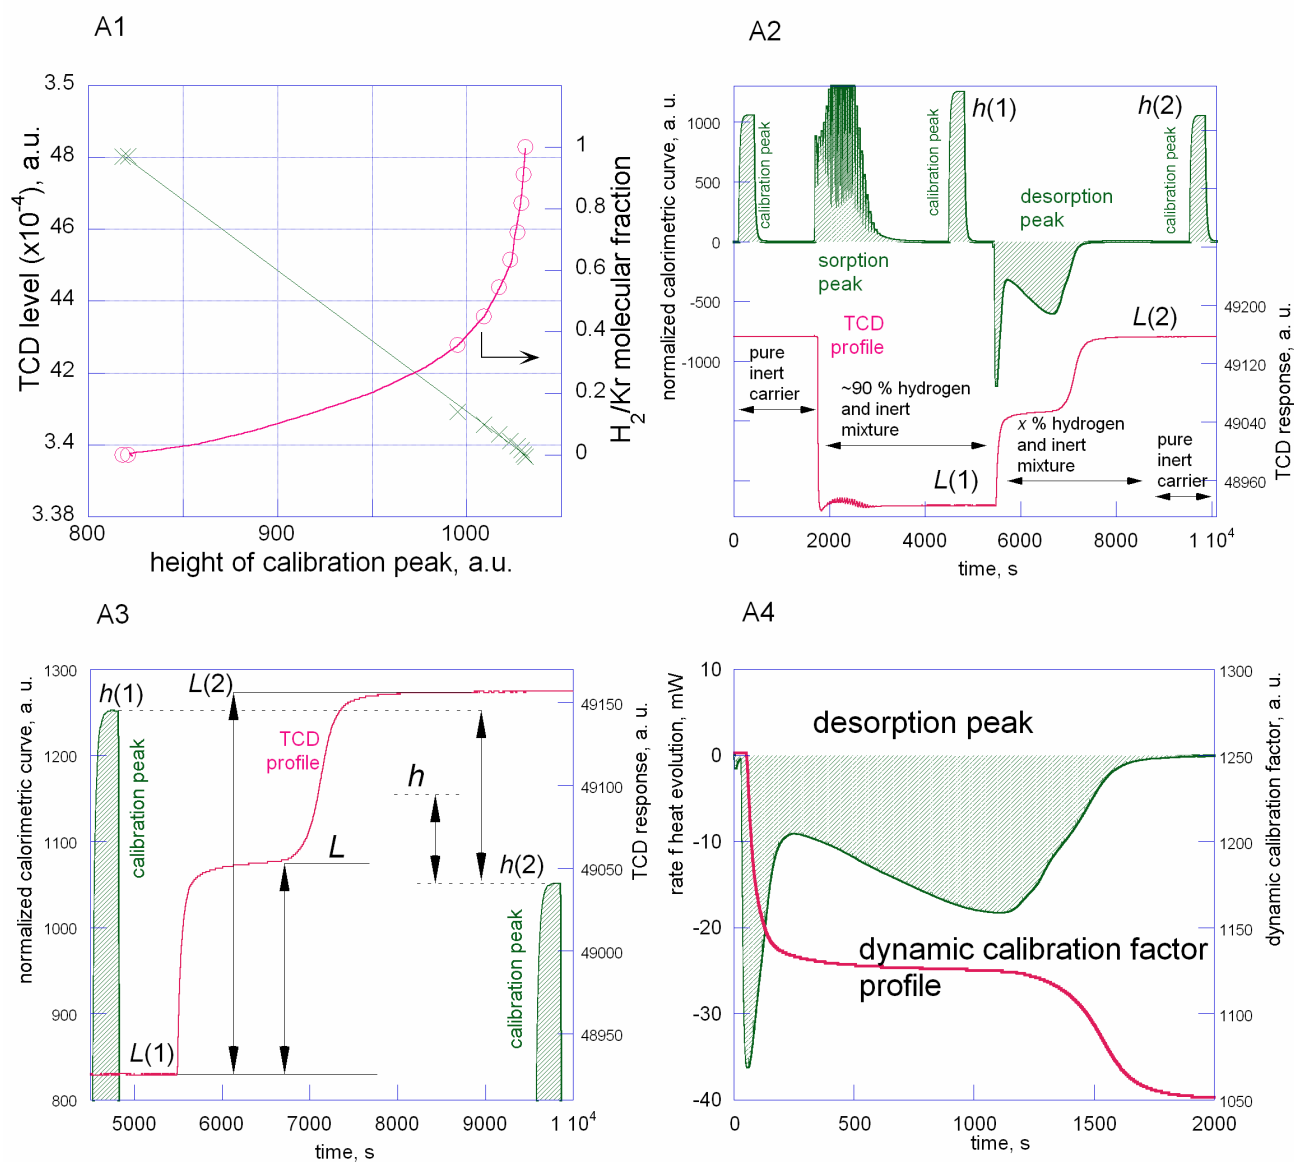 A1
TCD level (x10-4), a.u.
3.5
48
46
44
42
3.4
3.38
800
900
1000
height of calibration peak, a.u.
1
0.8
0.6
0.4
0.2
0
H2/Kr molecular fraction
A2
normalized calorimetric curve, a. u.
1000
500
0
-500
-1000
calibration peak
h(1)
calibration peak
h(2)
calibration peak
desorption
peak
sorption
peak
TCD
profile
L(2)
pure
inert
carrier
~90 % hydrogen
and inert
mixture
x % hydrogen
and inert
mixture
pure
inert
carrier
L(1)
49200
49120
49040
48960
TCD response, a. u.
0
2000
4000
6000
8000
1 104
time, s
A3
normalized calorimetric curve, a. u.
1300
1200
1100
1000
900
800
h(1)
L(2)
calibration peak
TCD
profile
h
L
h(2)
calibration peak
L(1)
49150
49100
49050
49000
48950
TCD response, a. u.
5000
6000
7000
8000
9000
1 104
time, s
A4
rate f heat evolution, mW
10
0
-10
-20
-30
-40
desorption peak
dynamic calibration factor
profile
1300
1250
1200
1150
1100
1050
dynamic calibration factor, a. u.
0
500
1000
1500
2000
time, s